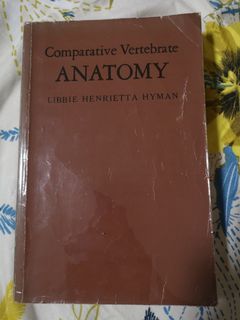 Comparative Vertebrate
ANATOMY
LIBBIE HENRIETTA HYMAN